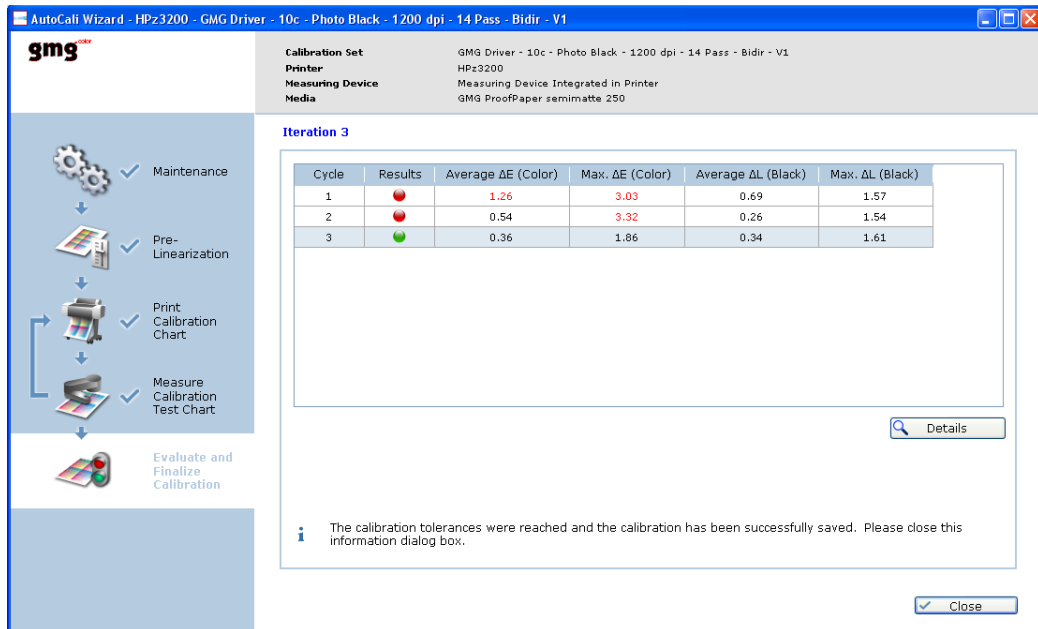 AutoCali Wizard - HPz3200 - GMG Driver - 10c - Photo Black - 1200 dpi - 14 Pass - Bidir - V1
gmg color
Calibration Set GMG Driver - 10c - Photo Black - 1200 dpi - 14 Pass - Bidir - V1
Printer HPz3200
Measuring Device Measuring Device Integrated in Printer
Media GMG ProofPaper semimatte 250
Maintenance
Pre-
Linearization
Print
Calibration
Chart
Measure
Calibration
Test Chart
Evaluate and
Finalize
Calibration
Iteration 3
Cycle Results Average ΔE (Color) Max. ΔE (Color) Average ΔL (Black) Max. ΔL (Black)
1 1.26 3.03 0.69 1.57
2 0.54 3.32 0.26 1.54
3 0.36 1.86 0.34 1.61
Details
The calibration tolerances were reached and the calibration has been successfully saved. Please close this
information dialog box.
Close